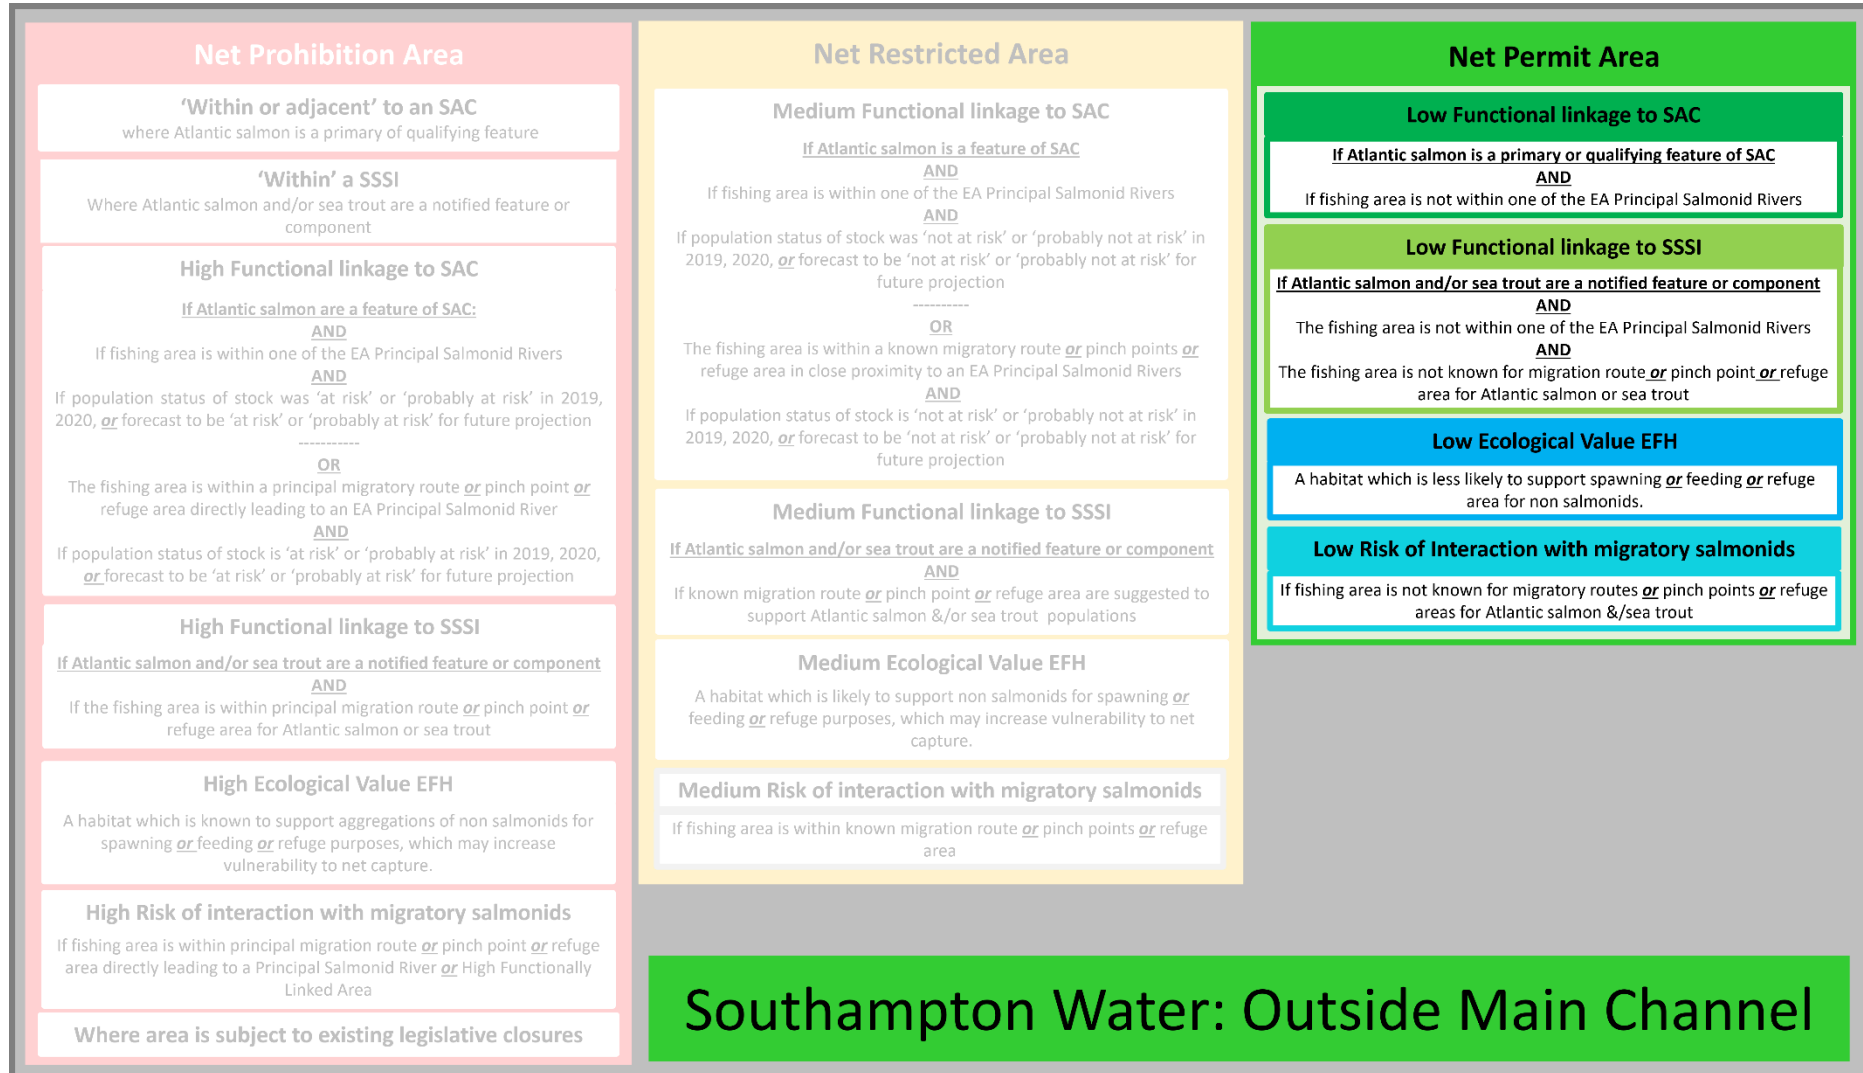 Net Prohibition Area
‘Within or adjacent’ to an SAC
where Atlantic salmon is a primary of qualifying feature
‘Within’ a SSSI
Where Atlantic salmon and/or sea trout are a notified feature or
component
High Functional linkage to SAC
If Atlantic salmon are a feature of SAC:
AND
If fishing area is within one of the EA Principal Salmonid Rivers
AND
If population status of stock was ‘at risk’ or ‘probably at risk’ in 2019,
2020, or forecast to be ‘at risk’ or ‘probably at risk’ for future projection
-----------
OR
The fishing area is within a principal migratory route or pinch point or
refuge area directly leading to an EA Principal Salmonid River
AND
If population status of stock is ‘at risk’ or ‘probably at risk’ in 2019, 2020,
or forecast to be ‘at risk’ or ‘probably at risk’ for future projection
High Functional linkage to SSSI
If Atlantic salmon and/or sea trout are a notified feature or component
AND
If the fishing area is within principal migration route or pinch point or
refuge area for Atlantic salmon or sea trout
High Ecological Value EFH
A habitat which is known to support aggregations of non salmonids for
spawning or feeding or refuge purposes, which may increase
vulnerability to net capture.
High Risk of interaction with migratory salmonids
If fishing area is within principal migration route or pinch point or refuge
area directly leading to a Principal Salmonid River or High Functionally
Linked Area
Where area is subject to existing legislative closures
Net Restricted Area
Medium Functional linkage to SAC
If Atlantic salmon is a feature of SAC
AND
If fishing area is within one of the EA Principal Salmonid Rivers
AND
If population status of stock was ‘not at risk’ or ‘probably not at risk’ in
2019, 2020, or forecast to be ‘not at risk’ or ‘probably not at risk’ for
future projection
----------
OR
The fishing area is within a known migratory route or pinch points or
refuge area in close proximity to an EA Principal Salmonid Rivers
AND
If population status of stock is ‘not at risk’ or ‘probably not at risk’ in
2019, 2020, or forecast to be ‘not at risk’ or ‘probably not at risk’ for
future projection
Medium Functional linkage to SSSI
If Atlantic salmon and/or sea trout are a notified feature or component
AND
If known migration route or pinch point or refuge area are suggested to
support Atlantic salmon &/or sea trout populations
Medium Ecological Value EFH
A habitat which is likely to support non salmonids for spawning or
feeding or refuge purposes, which may increase vulnerability to net
capture.
Medium Risk of interaction with migratory salmonids
If fishing area is within known migration route or pinch points or refuge
area
Net Permit Area
Low Functional linkage to SAC
If Atlantic salmon is a primary or qualifying feature of SAC
AND
If fishing area is not within one of the EA Principal Salmonid Rivers
Low Functional linkage to SSSI
If Atlantic salmon and/or sea trout are a notified feature or component
AND
The fishing area is not within one of the EA Principal Salmonid Rivers
AND
The fishing area is not known for migration route or pinch point or refuge
area for Atlantic salmon or sea trout
Low Ecological Value EFH
A habitat which is less likely to support spawning or feeding or refuge
area for non salmonids.
Low Risk of Interaction with migratory salmonids
If fishing area is not known for migratory routes or pinch points or refuge
areas for Atlantic salmon &/sea trout
Southampton Water: Outside Main Channel